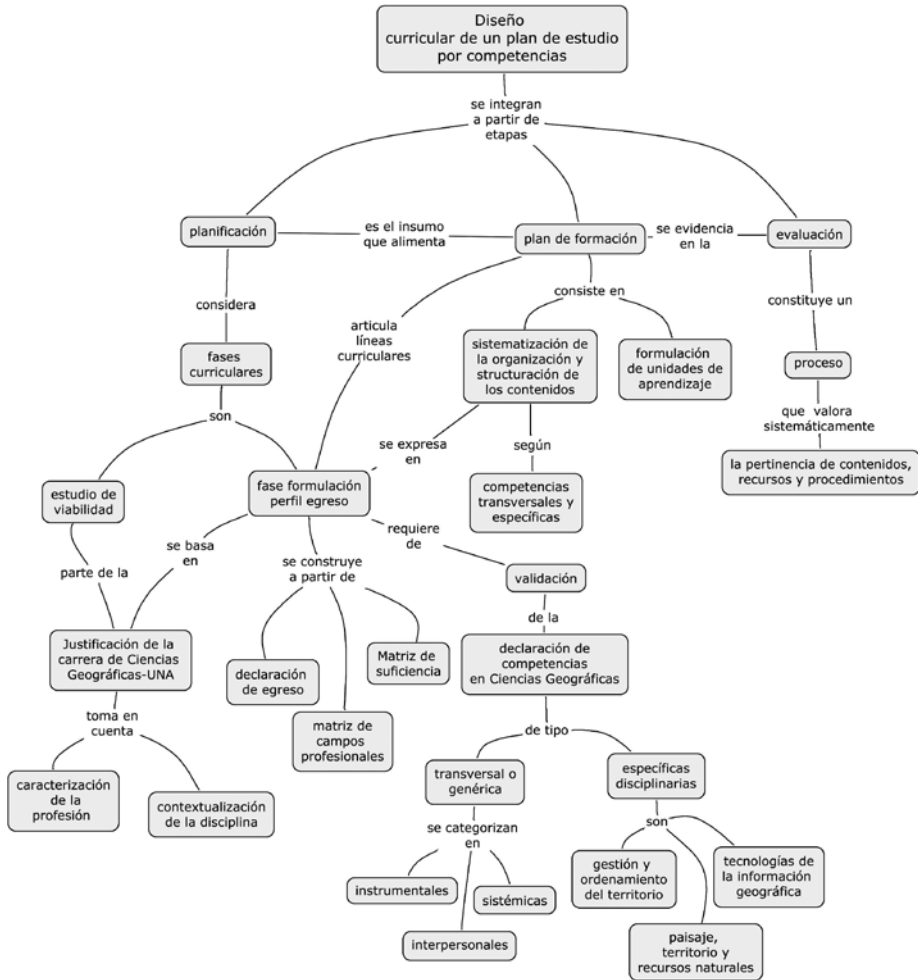 Diseño
curricular de un plan de estudio
por competencias
se integran
a partir de
etapas
planificación
es el insumo
que alimenta
plan de formación
se evidencia
en la
evaluación
considera
consiste en
constituye un
articula
líneas
curriculares
fases
curriculares
sistematización de
la organización y
structuración de
los contenidos
formulación
de unidades de
aprendizaje
proceso
son
se expresa
en
según
que valora
sistemáticamente
la pertinencia de contenidos,
recursos y procedimientos
estudio de
viabilidad
fase formulación
perfil egreso
competencias
transversales y
específicas
requiere
de
se basa
en
parte de la
se construye
a partir de
validación
de la
Justificación de la
carrera de Ciencias
Geográficas-UNA
declaración
de egreso
Matriz de
suficiencia
declaración de
competencias
en Ciencias Geográficas
matriz de
campos
profesionales
toma en
cuenta
de tipo
caracterización
de la
profesión
contextualización
de la disciplina
transversal o
genérica
específicas
disciplinarias
se categorizan
en
son
instrumentales
sistémicas
interpersonales
gestión y
ordenamiento
del territorio
tecnologías de
la información
geográfica
paisaje,
territorio y
recursos naturales